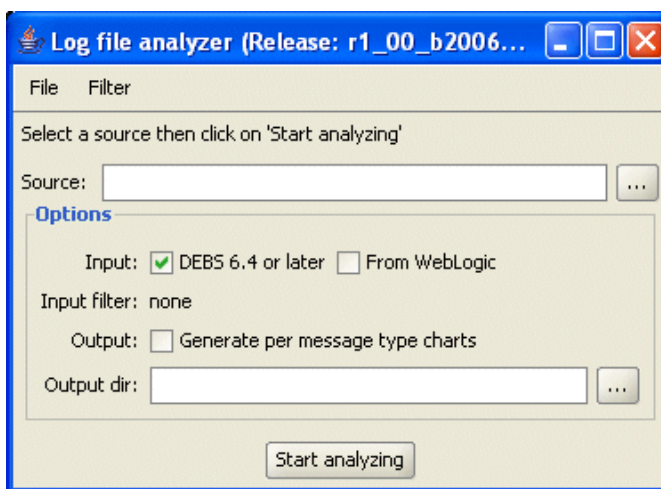 Log file analyzer (Release: r1_00_b2006...
File Filter
Select a source then click on 'Start analyzing'
Source: ...
Options
Input: DEBS 6.4 or later From WebLogic
Input filter: none
Output: Generate per message type charts
Output dir: ...
Start analyzing